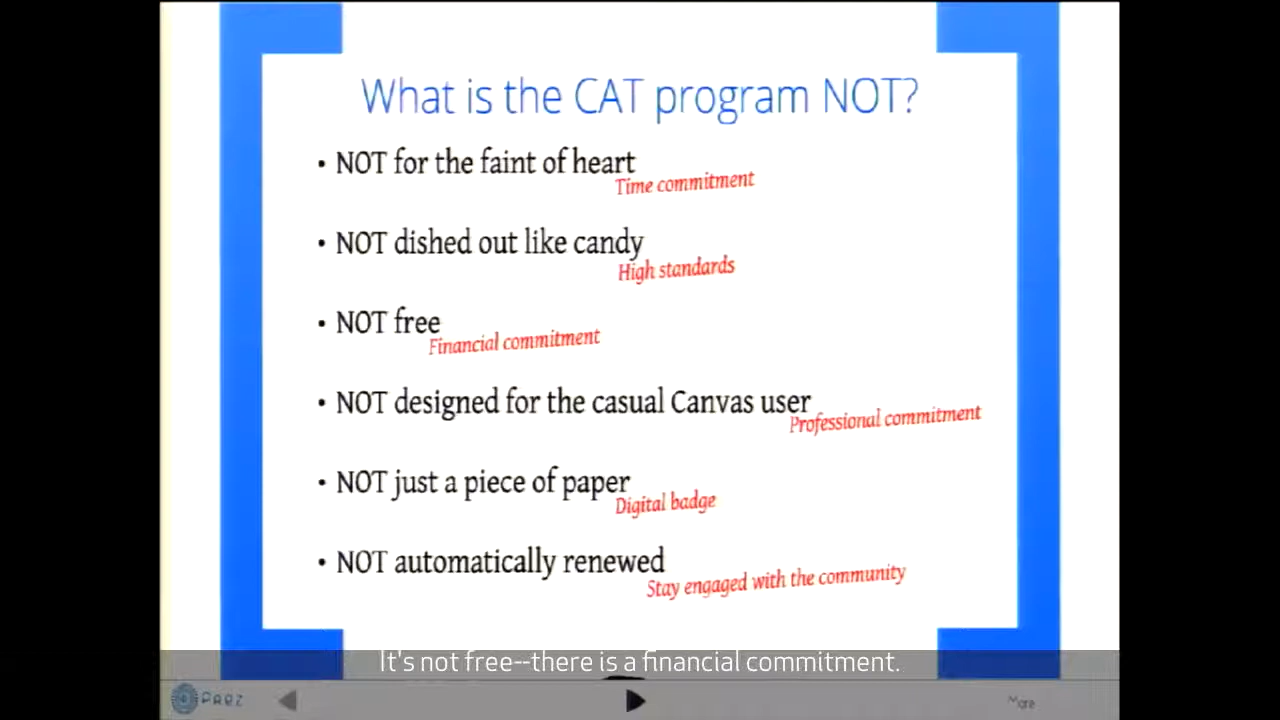 What is the CAT program NOT?
• NOT for the faint of heart
Time commitment
• NOT dished out like candy
High standards
• NOT free
Financial commitment
• NOT designed for the casual Canvas user
Professional commitment
• NOT just a piece of paper
Digital badge
• NOT automatically renewed
Stay engaged with the community
It's not free--there is a financial commitment.
Prezi
More